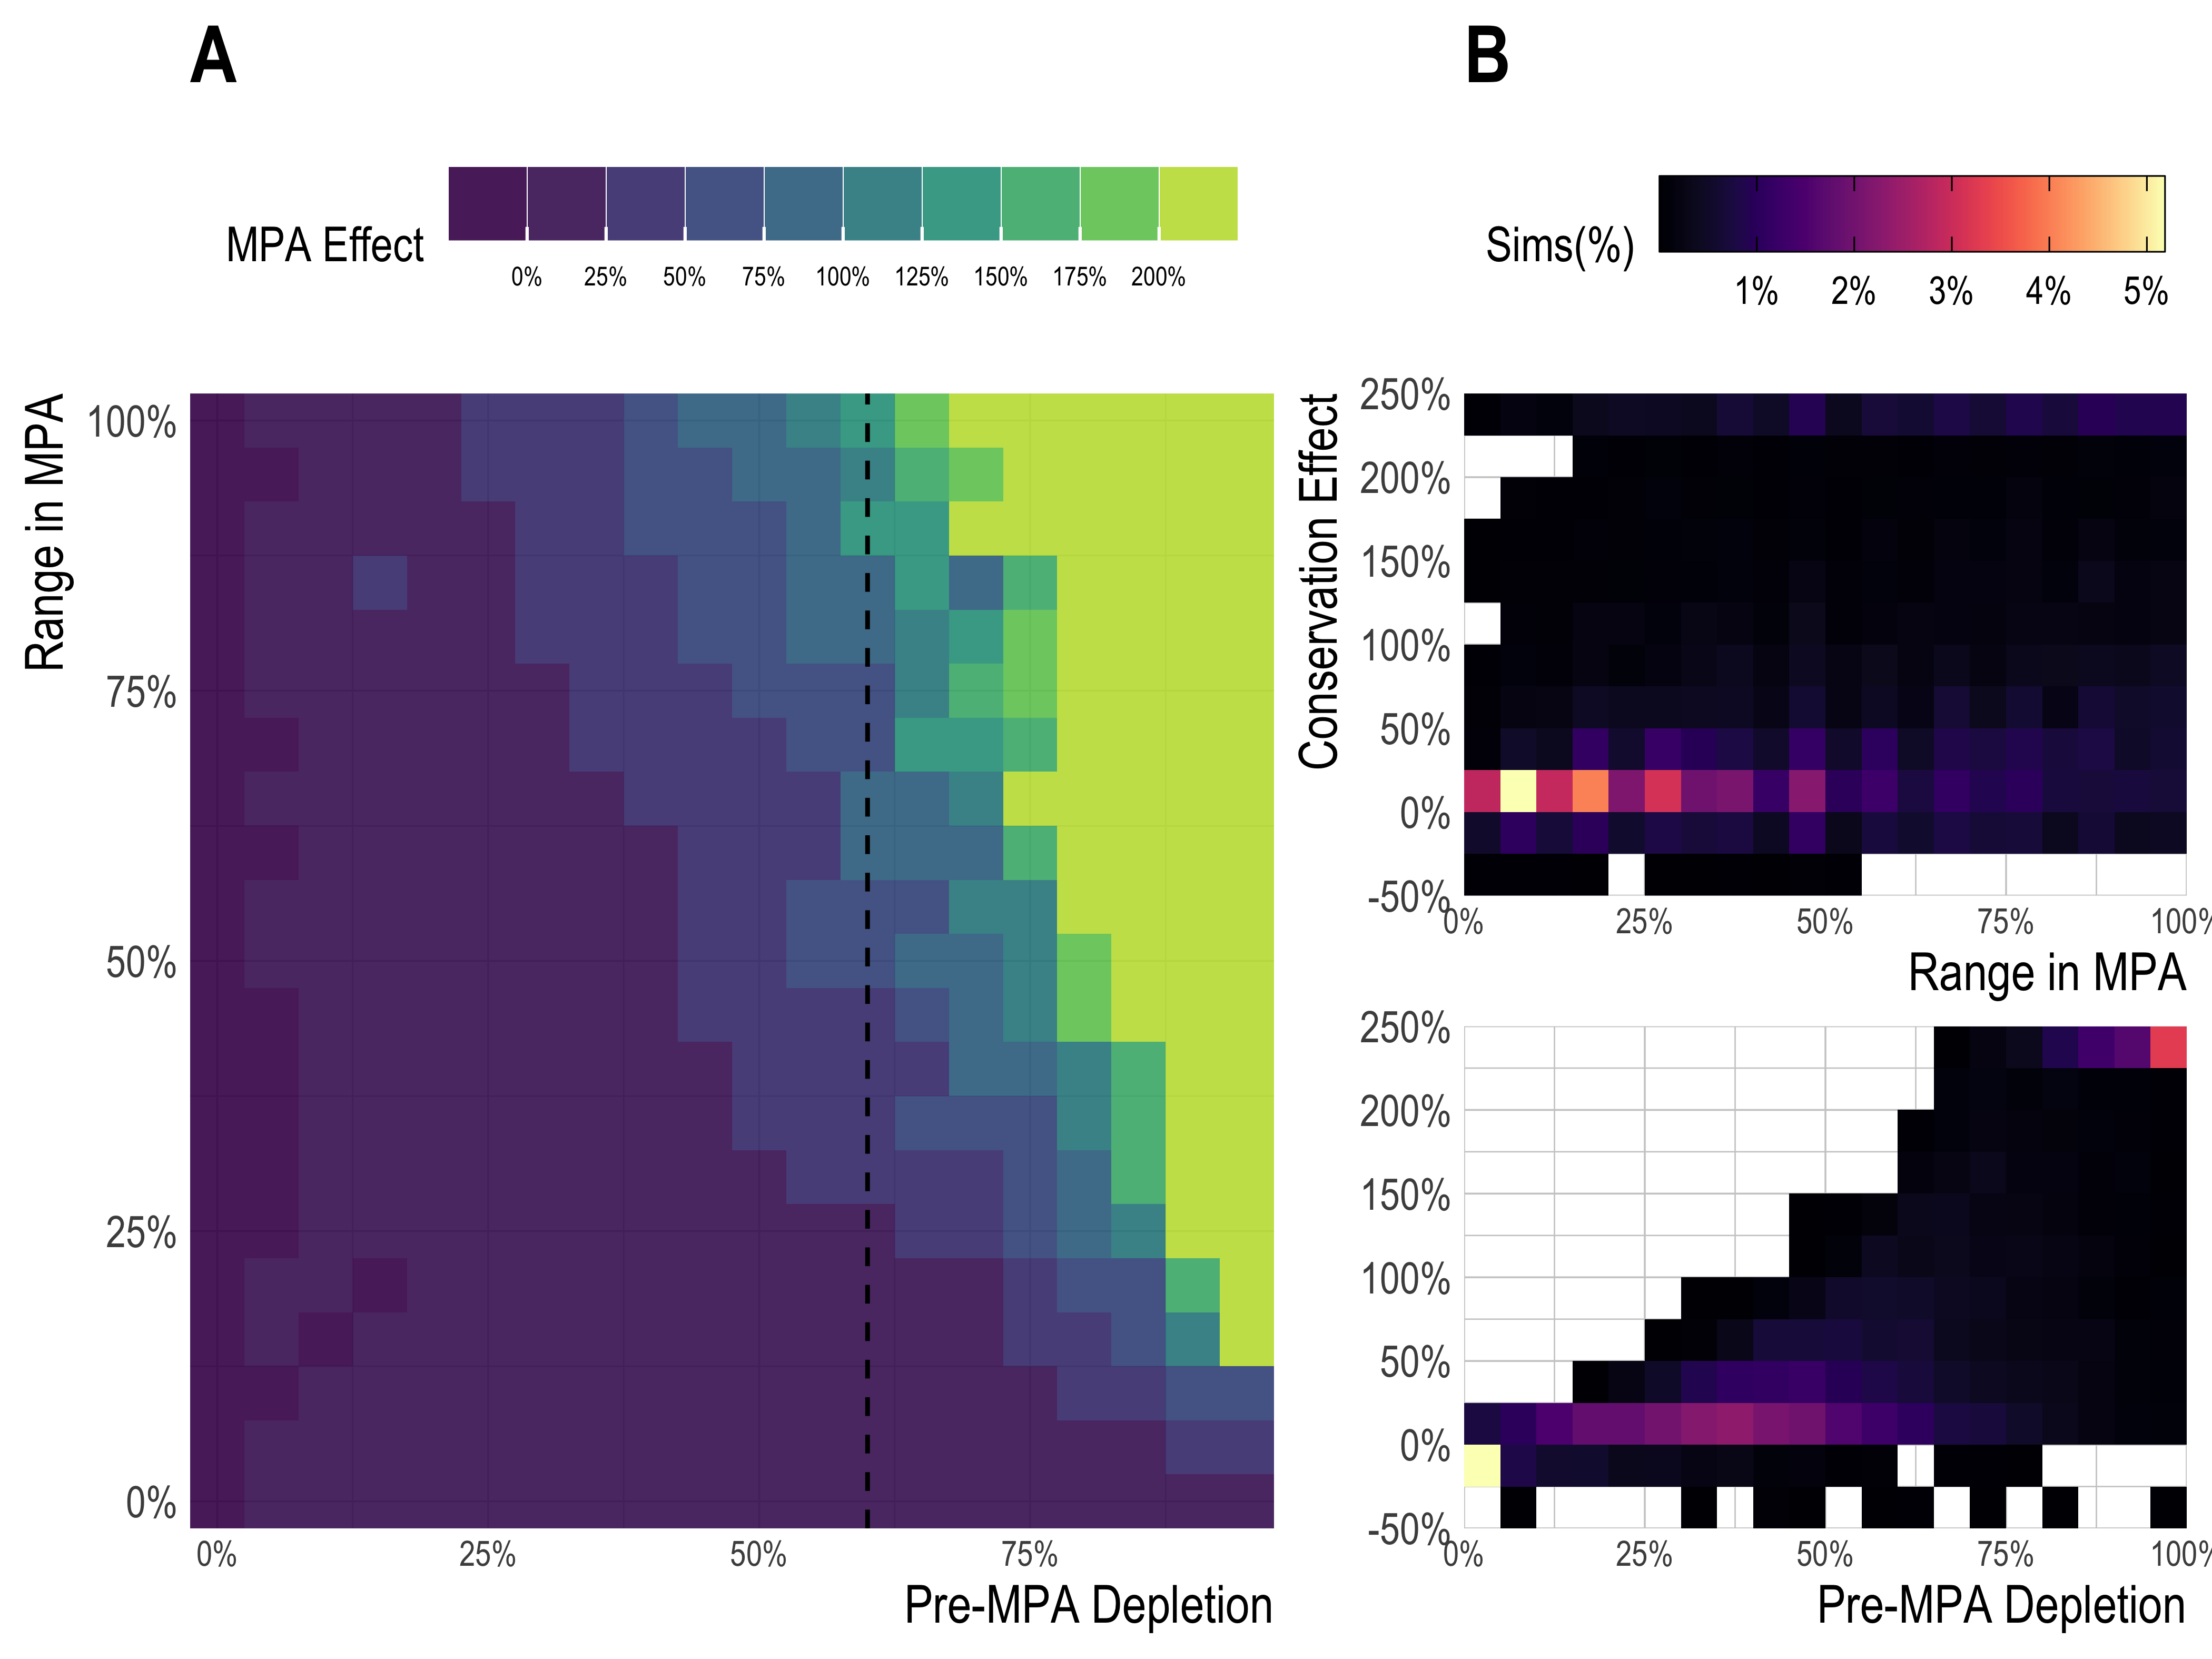 A
MPA Effect
0% 25% 50% 75% 100% 125% 150% 175% 200%
Range in MPA
100%
75%
50%
25%
0%
0% 25% 50% 75%
Pre-MPA Depletion
B
Sims(%)
1% 2% 3% 4% 5%
Conservation Effect
250%
200%
150%
100%
50%
0%
-50%
0% 25% 50% 75% 100%
Range in MPA
250%
200%
150%
100%
50%
0%
-50%
0% 25% 50% 75% 100%
Pre-MPA Depletion